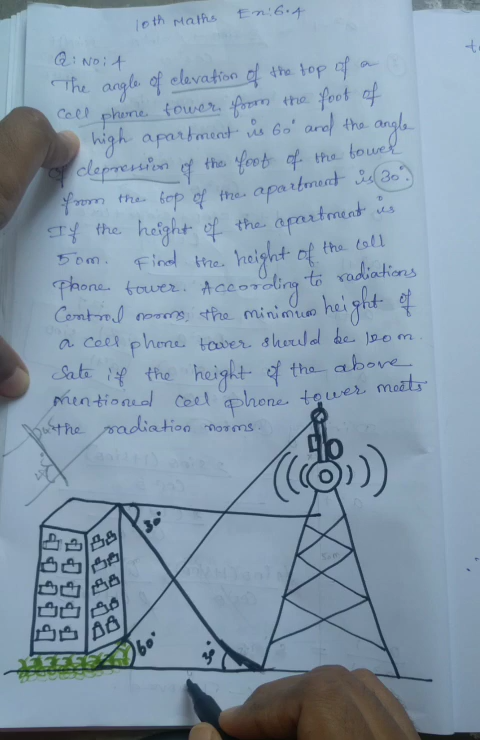 10th Maths Ex:6.4
Q: No: 4
The angle of elevation of the top of a
cell phone tower from the foot of
high apartment is 60° and the angle
of depression of the foot of the tower
from the top of the apartment is 30°.
If the height of the apartment is
50m. Find the height of the cell
phone tower. According to radiations
control norms, the minimum height of
a cell phone tower should be 120 m.
Sate if the height of the above
mentioned cell phone tower meets
the radiation norms
30°
60°
30°